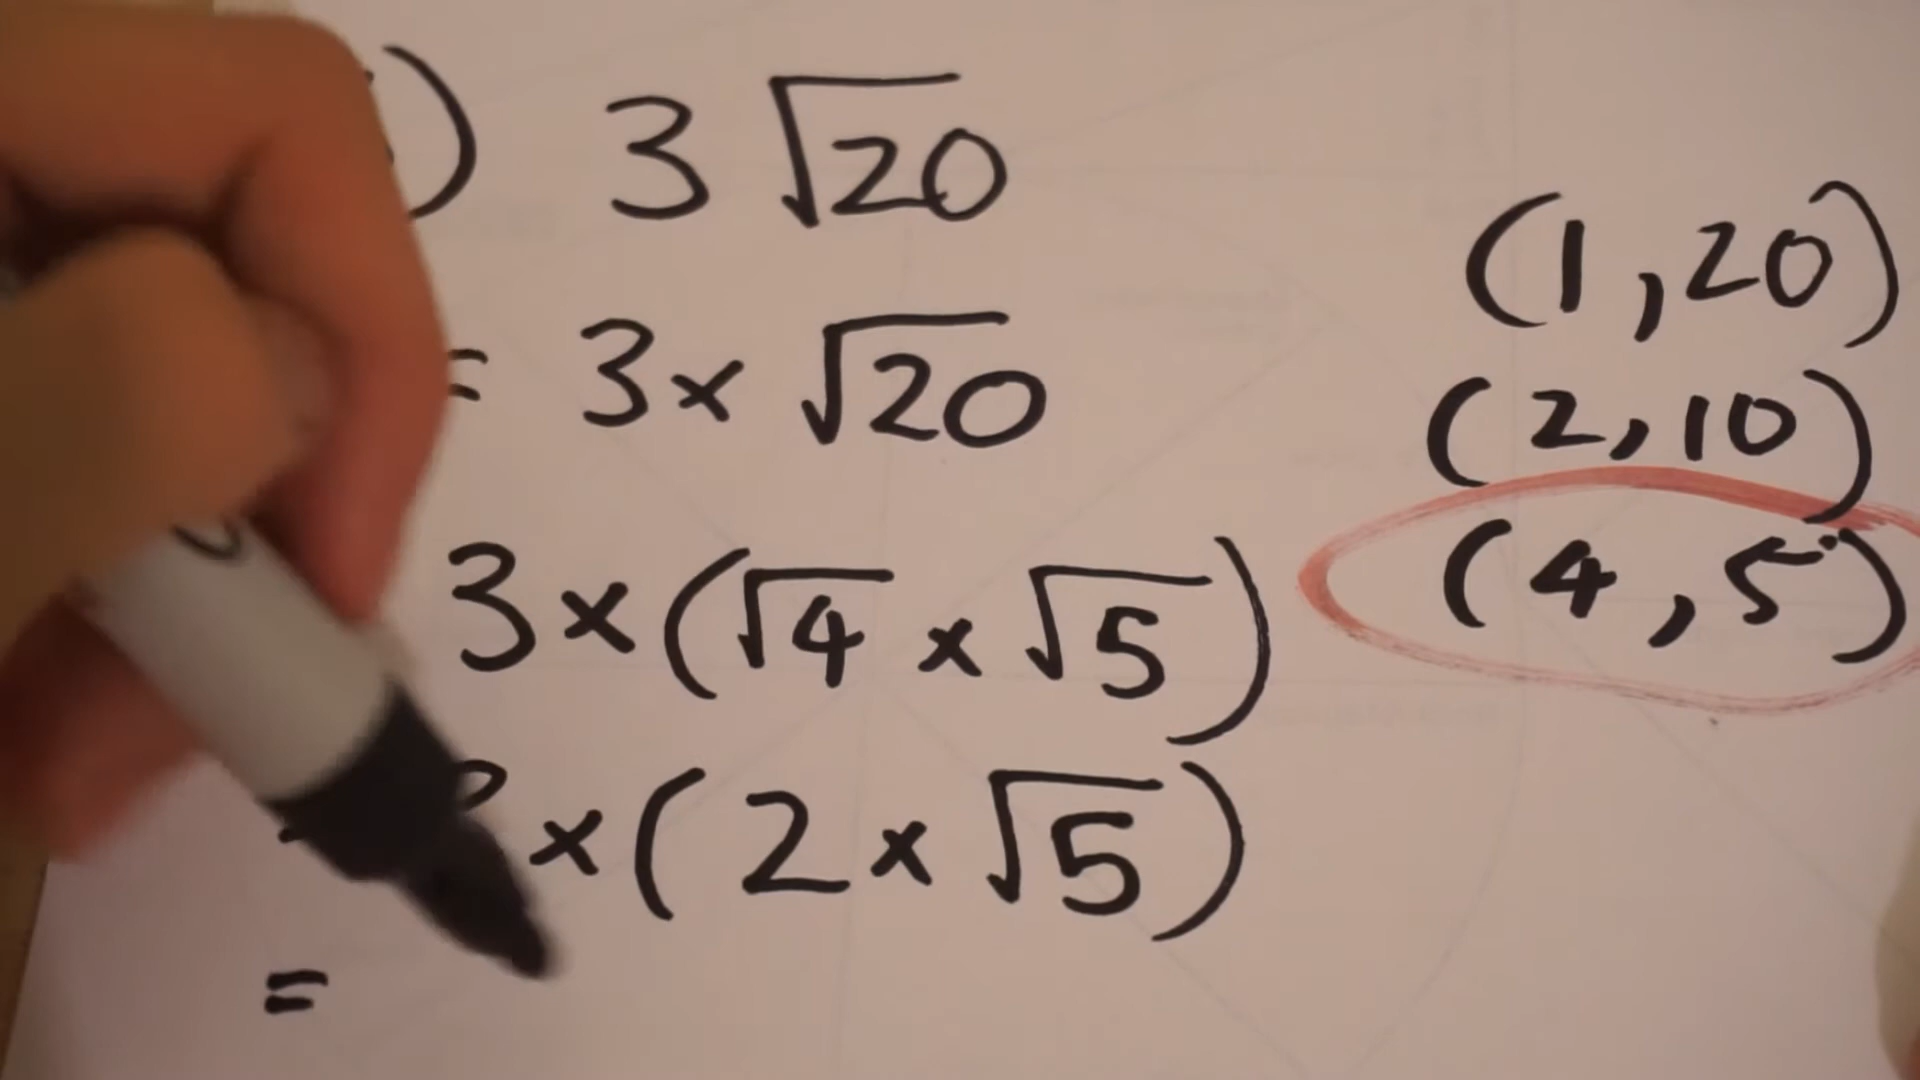 ) 3 √20
= 3 × √20
3 × (√4 × √5)
× (2 × √5)
=
(1, 20)
(2, 10)
(4, 5)